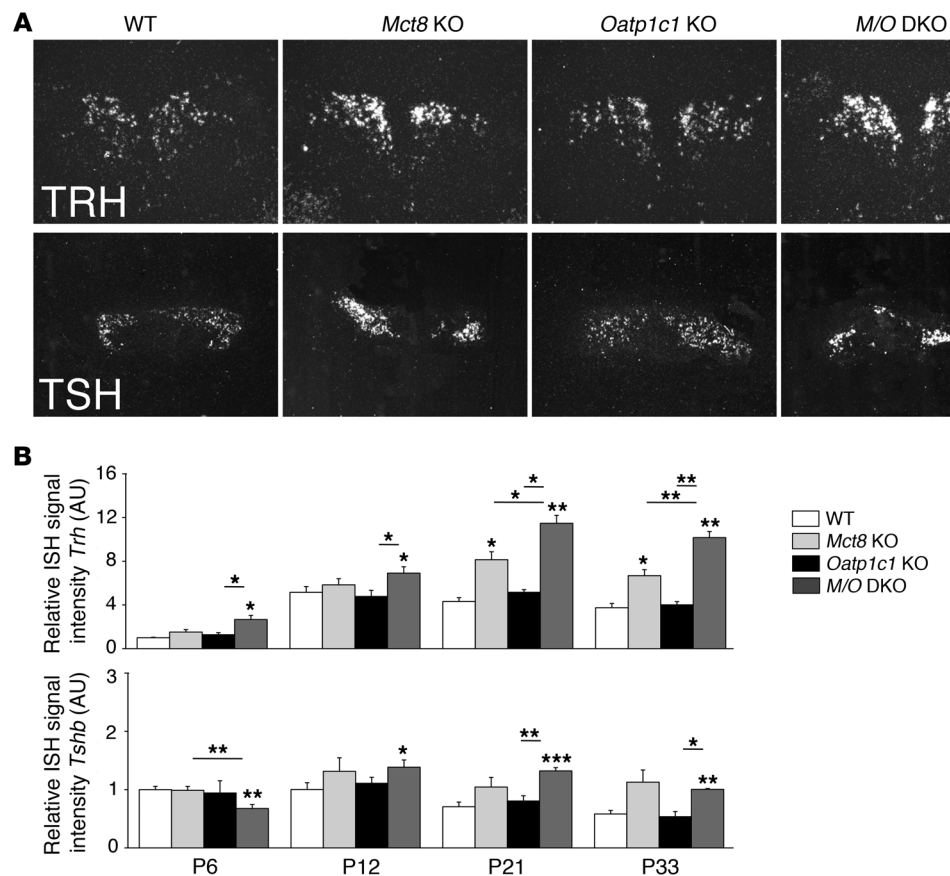 A
WT
Mct8 KO
Oatp1c1 KO
M/O DKO
TRH
TSH
B
Relative ISH signal
intensity Trh (AU)
16
12
8
4
0
*
*
*
*
*
*
*
**
*
**
**
**
WT
Mct8 KO
Oatp1c1 KO
M/O DKO
Relative ISH signal
intensity Tshb (AU)
3
2
1
0
**
**
*
**
***
*
**
P6
P12
P21
P33